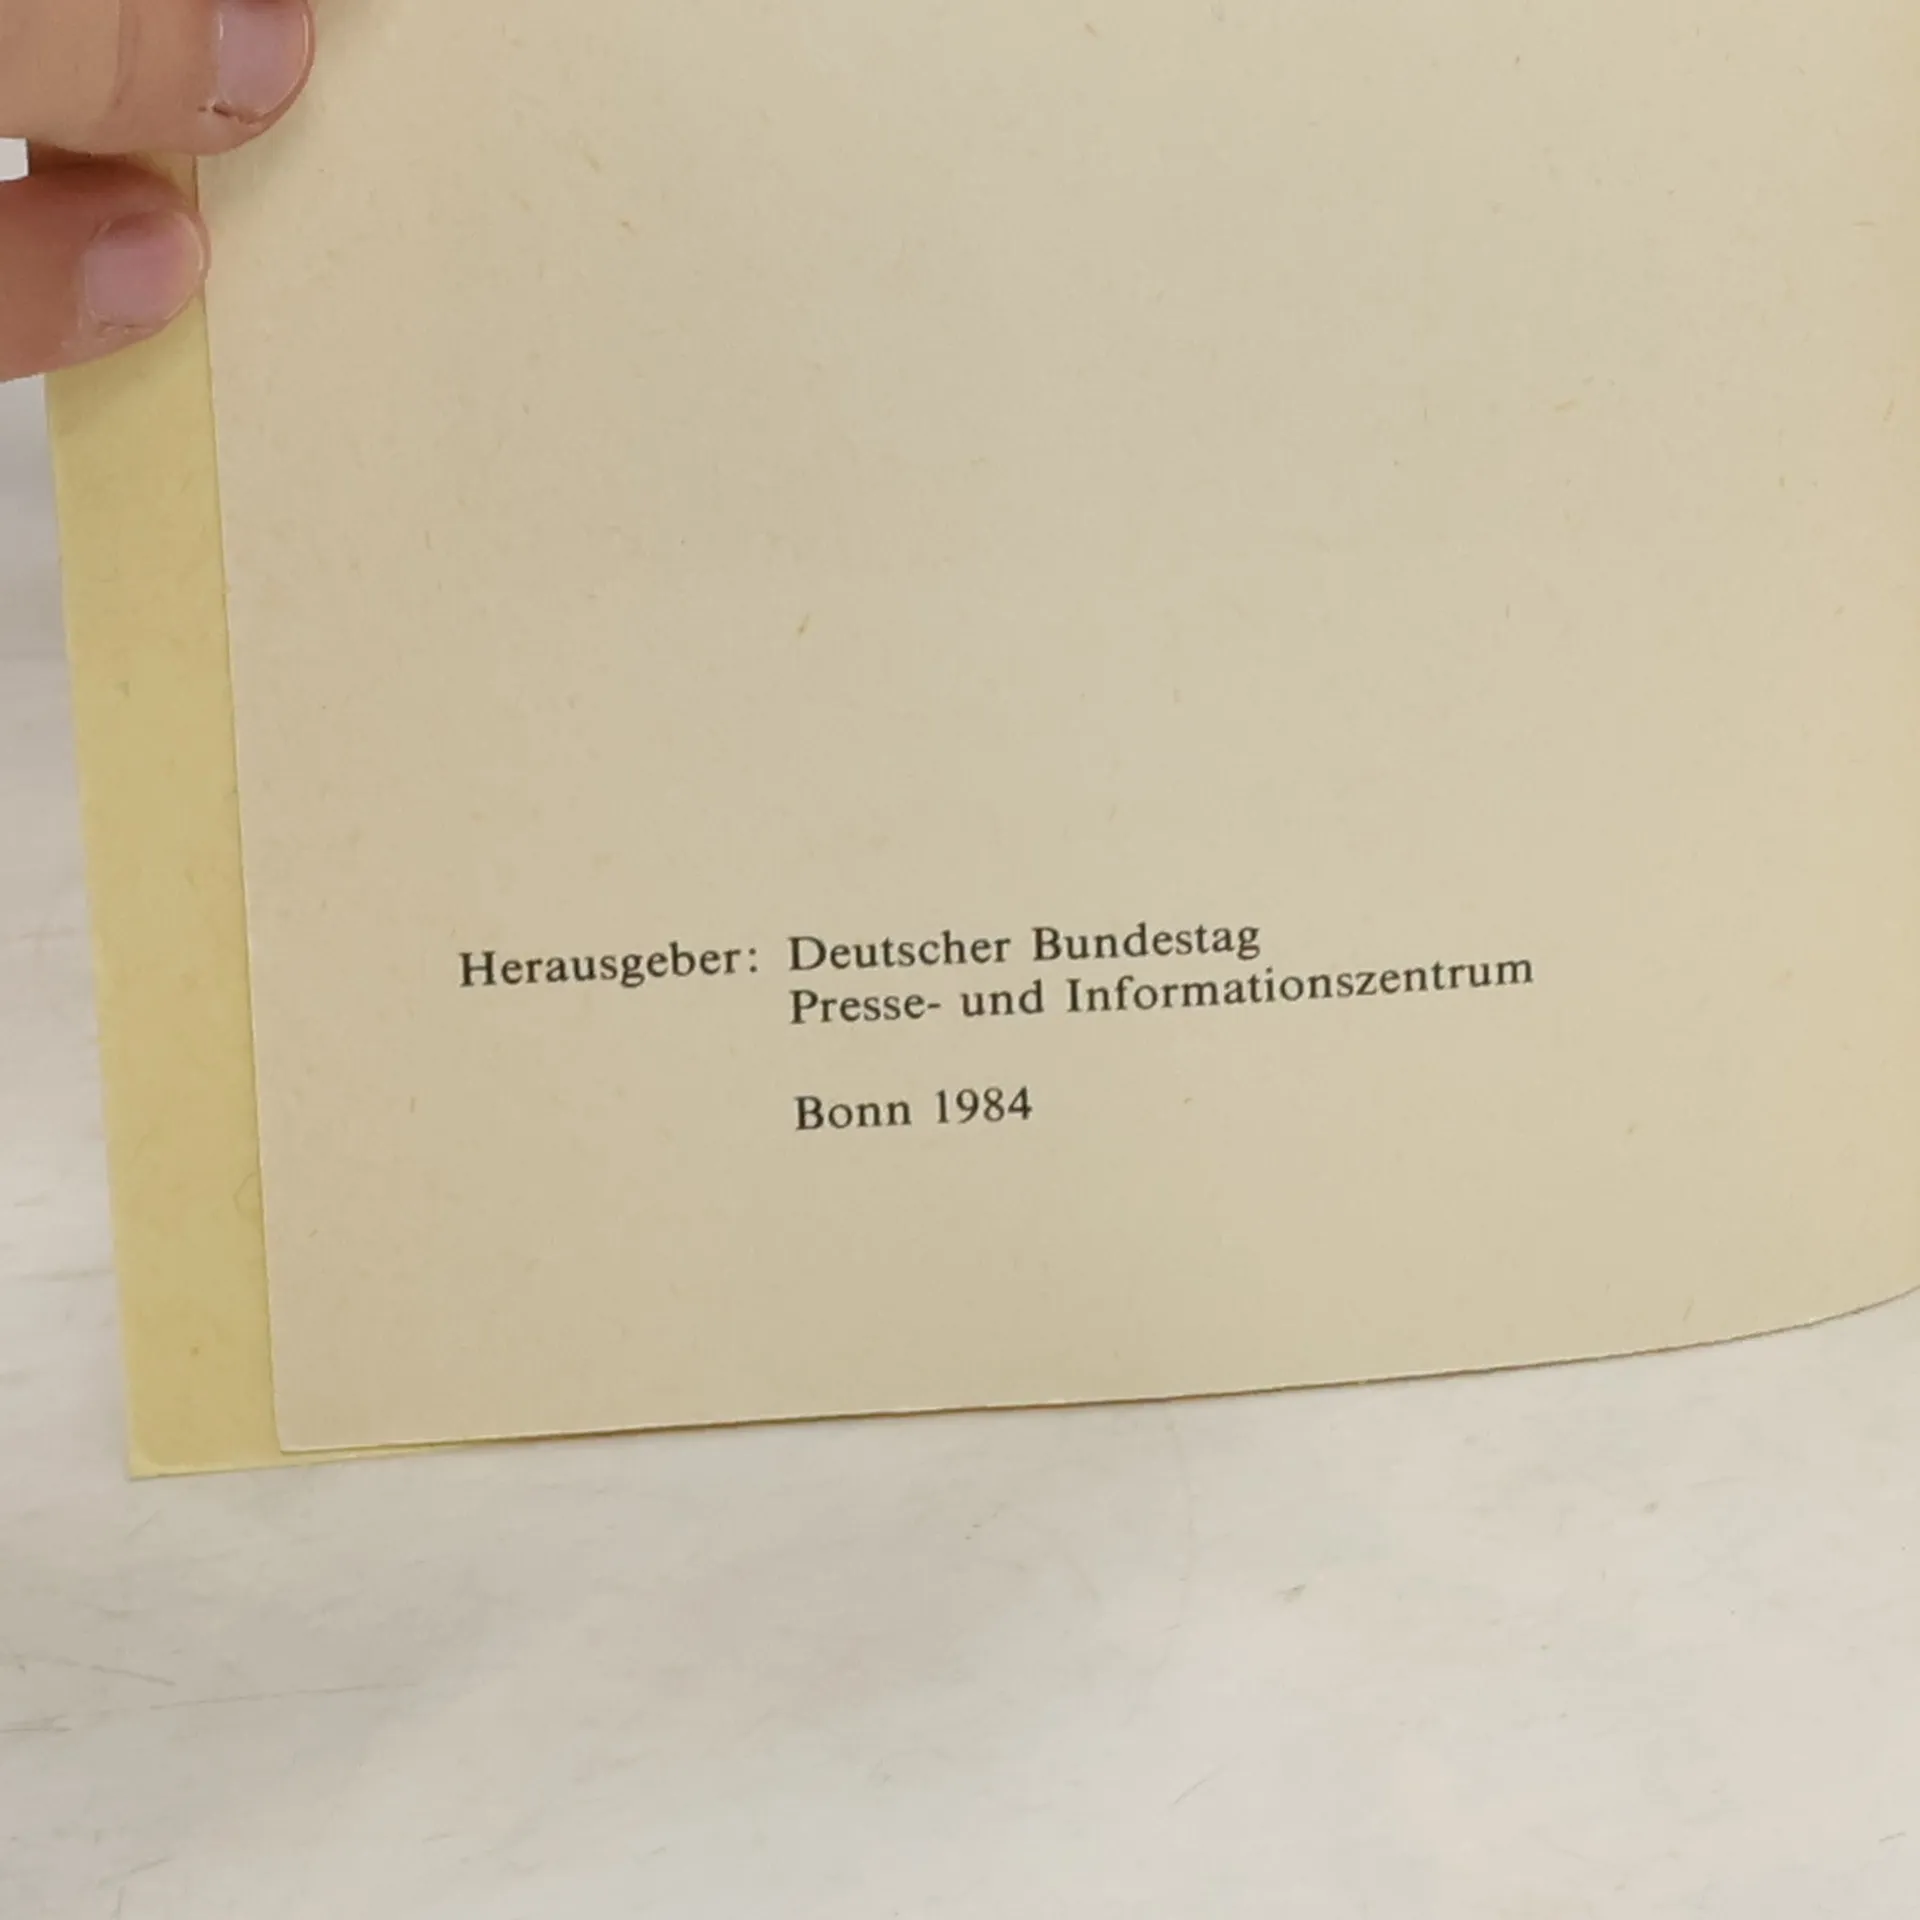 Herausgeber: Deutscher Bundestag
Presse- und Informationszentrum
Bonn 1984